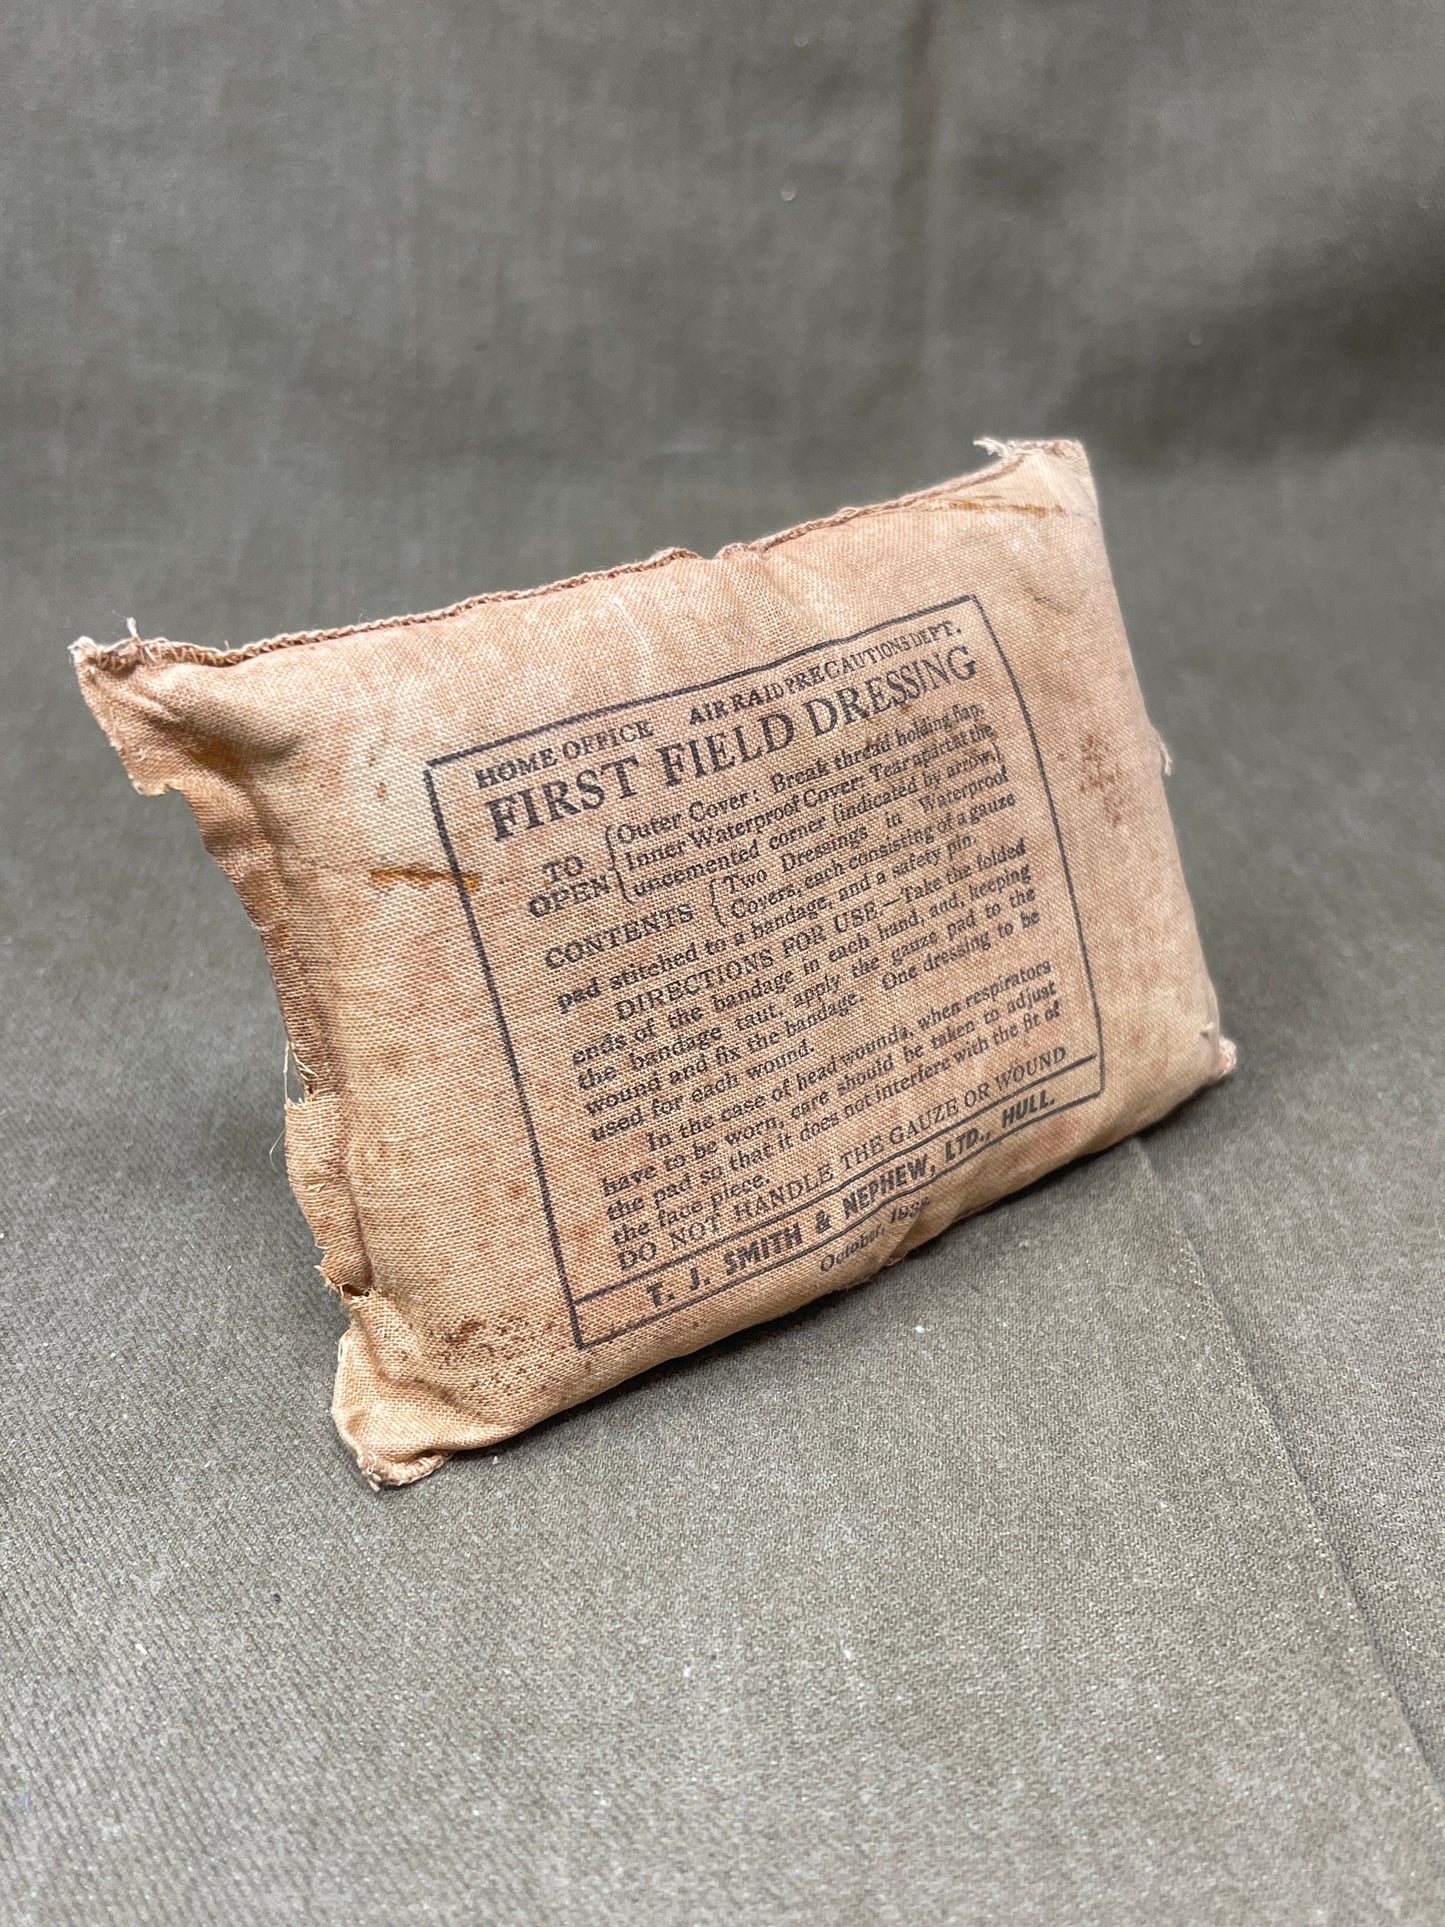 HOME OFFICE AIR RAID PRECAUTIONS DEPT.
FIRST FIELD DRESSING
TO OPEN { Outer Cover: Break thread holding flap.
Inner Waterproof Cover: Tear apart at the
uncemented corner (indicated by arrow.)
CONTENTS { Two Dressings in Waterproof
Covers, each consisting of a gauze
pad stitched to a bandage, and a safety pin.
DIRECTIONS FOR USE.—Take the folded
ends of the bandage in each hand, and, keeping
the bandage taut, apply the gauze pad to the
wound and fix the bandage. One dressing to be
used for each wound.
In the case of head wounds, when respirators
have to be worn, care should be taken to adjust
the pad so that it does not interfere with the fit of
the face piece.
DO NOT HANDLE THE GAUZE OR WOUND
T. J. SMITH & NEPHEW, LTD., HULL.
October,